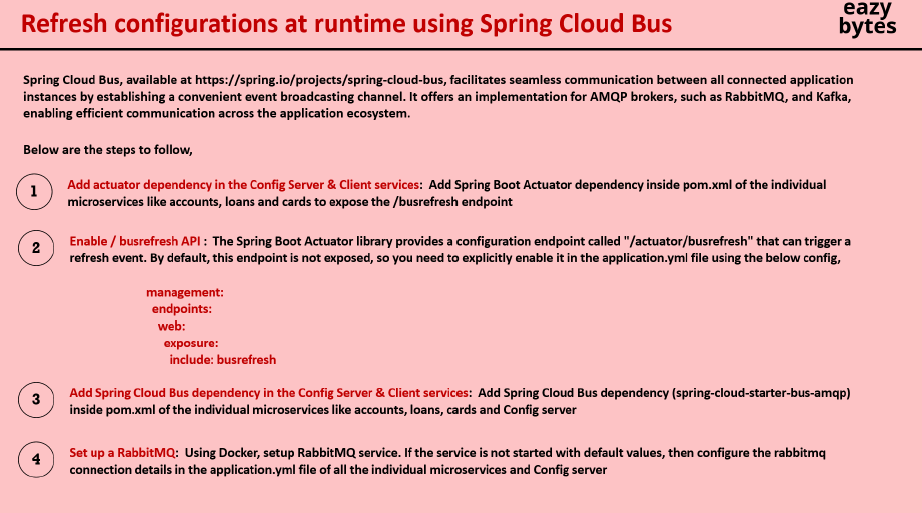 Refresh configurations at runtime using Spring Cloud Bus
eazy
bytes
Spring Cloud Bus, available at https://spring.io/projects/spring-cloud-bus, facilitates seamless communication between all connected application
instances by establishing a convenient event broadcasting channel. It offers an implementation for AMQP brokers, such as RabbitMQ, and Kafka,
enabling efficient communication across the application ecosystem.
Below are the steps to follow,
1
Add actuator dependency in the Config Server & Client services: Add Spring Boot Actuator dependency inside pom.xml of the individual
microservices like accounts, loans and cards to expose the /busrefresh endpoint
2
Enable / busrefresh API : The Spring Boot Actuator library provides a configuration endpoint called "/actuator/busrefresh" that can trigger a
refresh event. By default, this endpoint is not exposed, so you need to explicitly enable it in the application.yml file using the below config,
management:
endpoints:
web:
exposure:
include: busrefresh
3
Add Spring Cloud Bus dependency in the Config Server & Client services: Add Spring Cloud Bus dependency (spring-cloud-starter-bus-amqp)
inside pom.xml of the individual microservices like accounts, loans, cards and Config server
4
Set up a RabbitMQ: Using Docker, setup RabbitMQ service. If the service is not started with default values, then configure the rabbitmq
connection details in the application.yml file of all the individual microservices and Config server